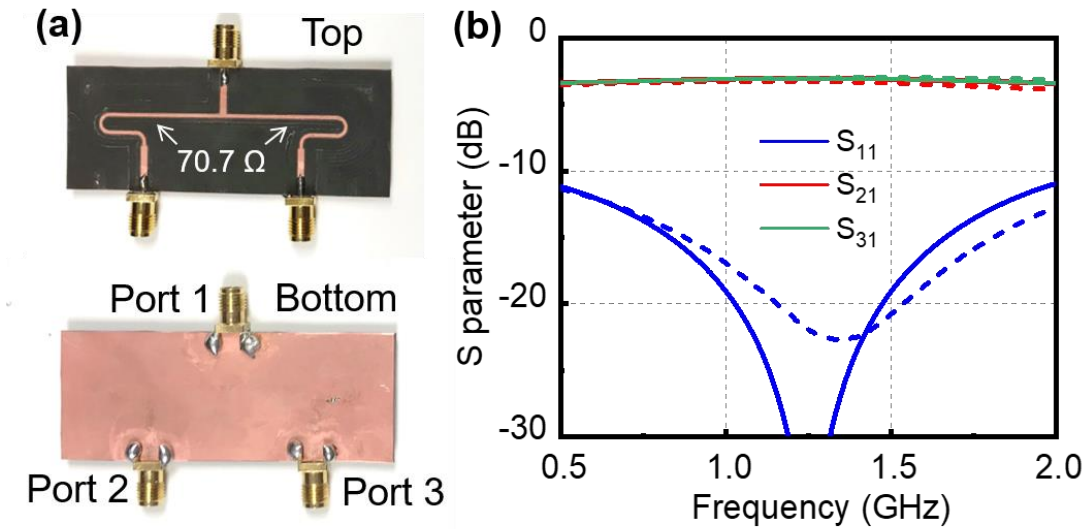 (a)
Top
70.7 Ω
Port 1
Bottom
Port 2
Port 3
(b)
0
-10
-20
-30
S parameter (dB)
S₁₁
S₂₁
S₃₁
0.5
1.0
1.5
2.0
Frequency (GHz)